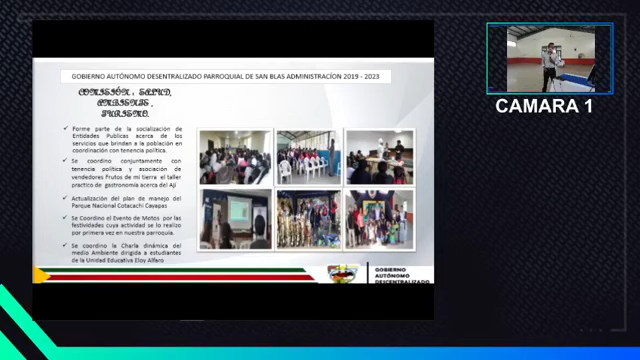 GOBIERNO AUTÓNOMO DESENTRALIZADO PARROQUIAL DE SAN BLAS ADMINISTRACÍON 2019 - 2023
COMISIÓN : SALUD,
AMBIENTE ,
TURISMO.
✓ Forme parte de la socialización de
Entidades Publicas acerca de los
servicios que brindan a la población en
coordinación con tenencia política.
✓ Se coordino conjuntamente con
tenencia política y asociación de
vendedores Frutos de mi tierra el taller
practico de gastronomía acerca del Ají
✓ Actualización del plan de manejo del
Parque Nacional Cotacachi Cayapas
✓ Se Coordino el Evento de Motos por las
festividades cuya actividad se lo realizo
por primera vez en nuestra parroquia.
✓ Se coordino la Charla dinámica del
medio Ambiente dirigida a estudiantes
de la Unidad Educativa Eloy Alfaro
GOBIERNO
AUTÓNOMO
DESCENTRALIZADO
CAMARA 1